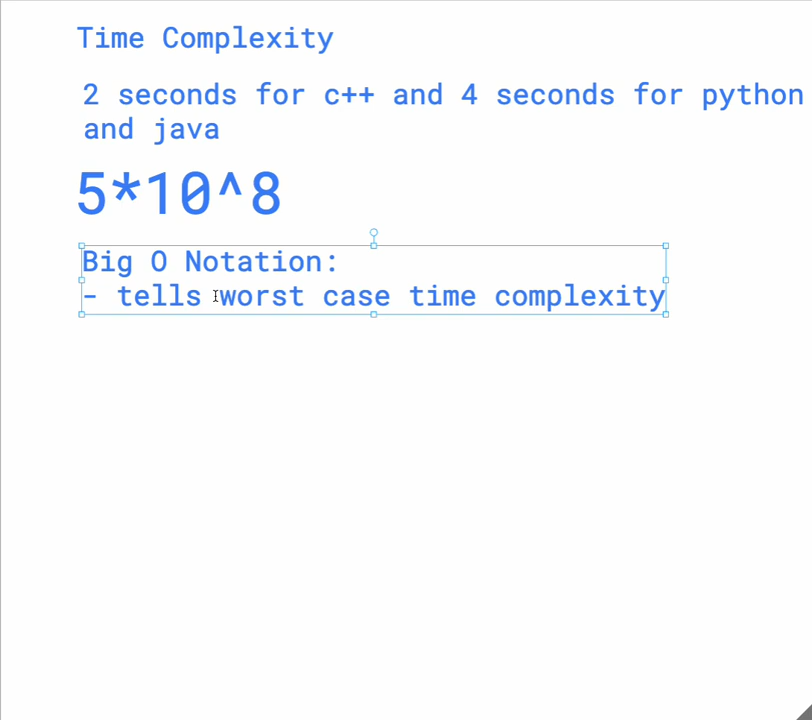 Time Complexity
2 seconds for c++ and 4 seconds for python
and java
5*10^8
Big O Notation:
- tells worst case time complexity